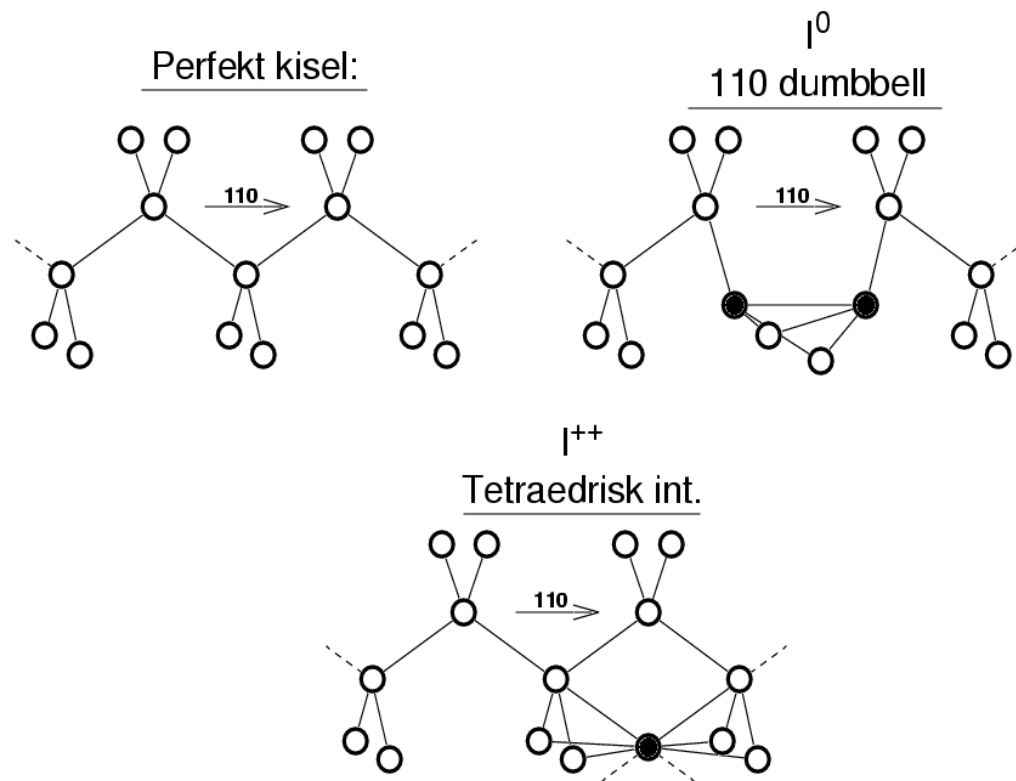 Perfekt kisel:
110
I⁰
110 dumbbell
110
I⁺⁺
Tetraedrisk int.
110